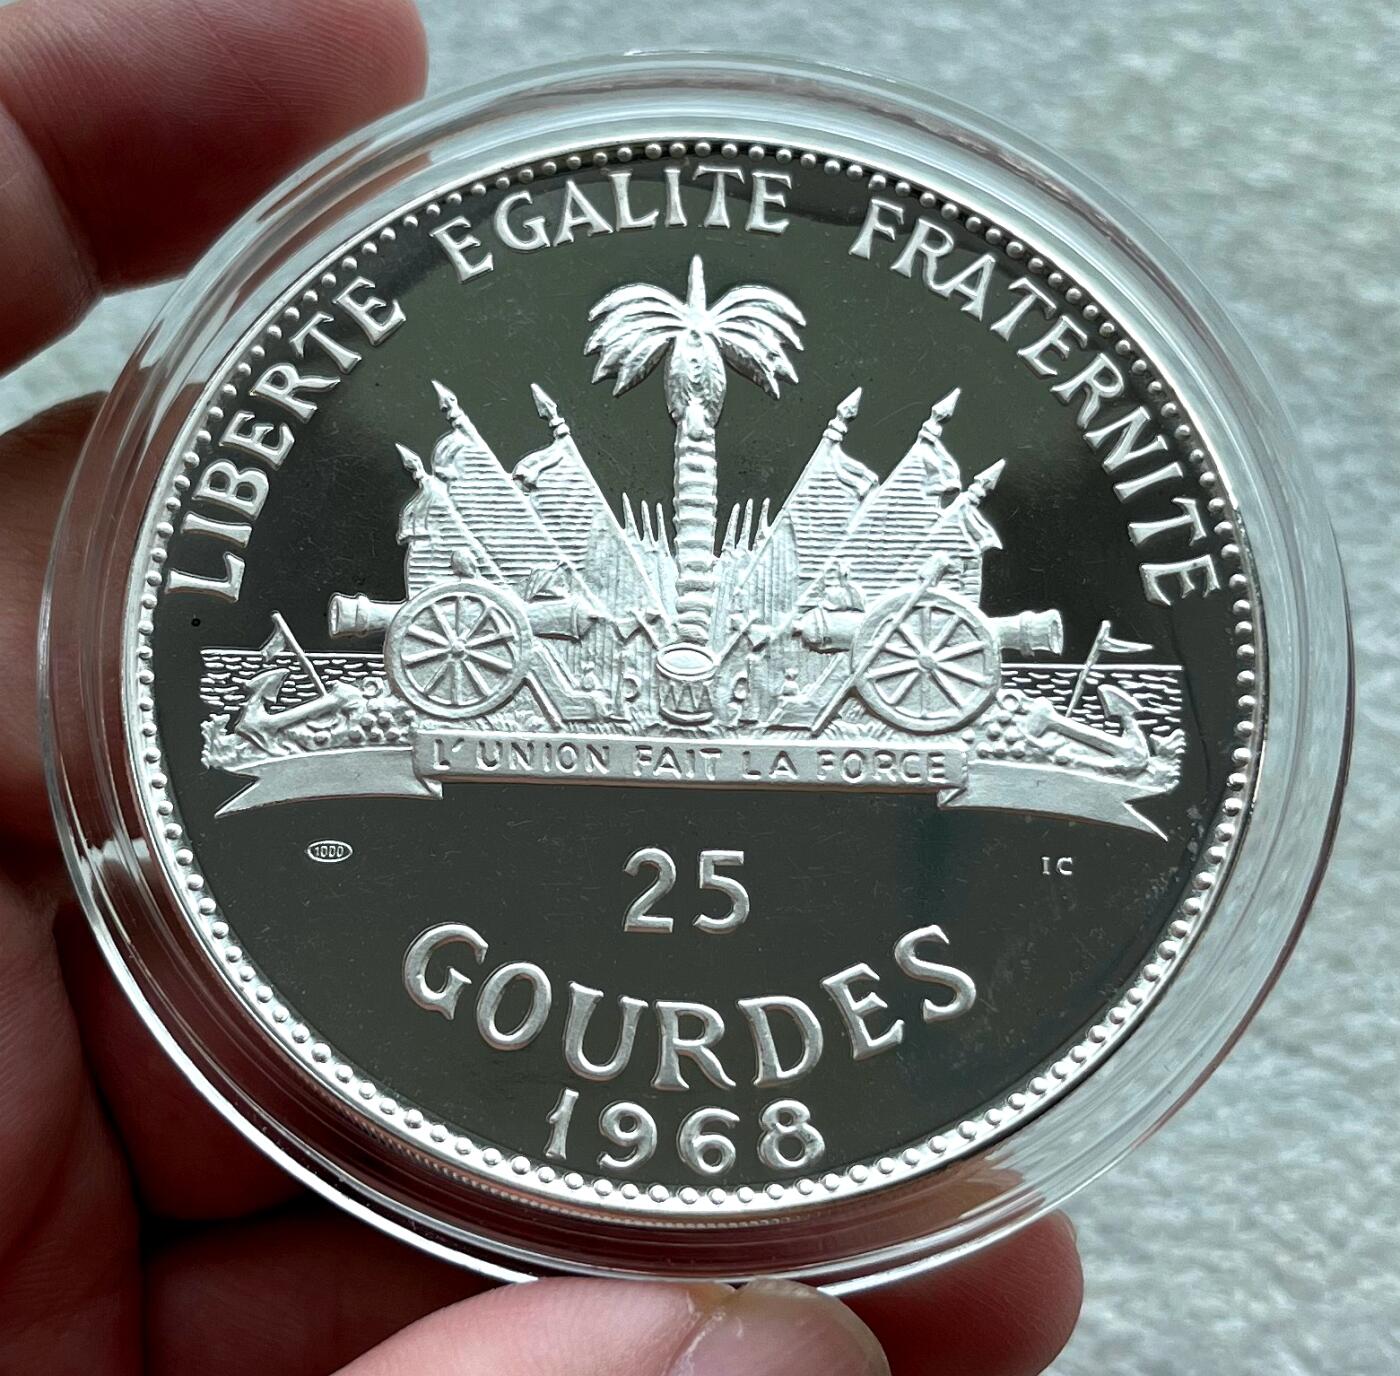 LIBERTE EGALITE FRATERNITE
L'UNION FAIT LA FORCE
1000
IC
25
GOURDES
1968